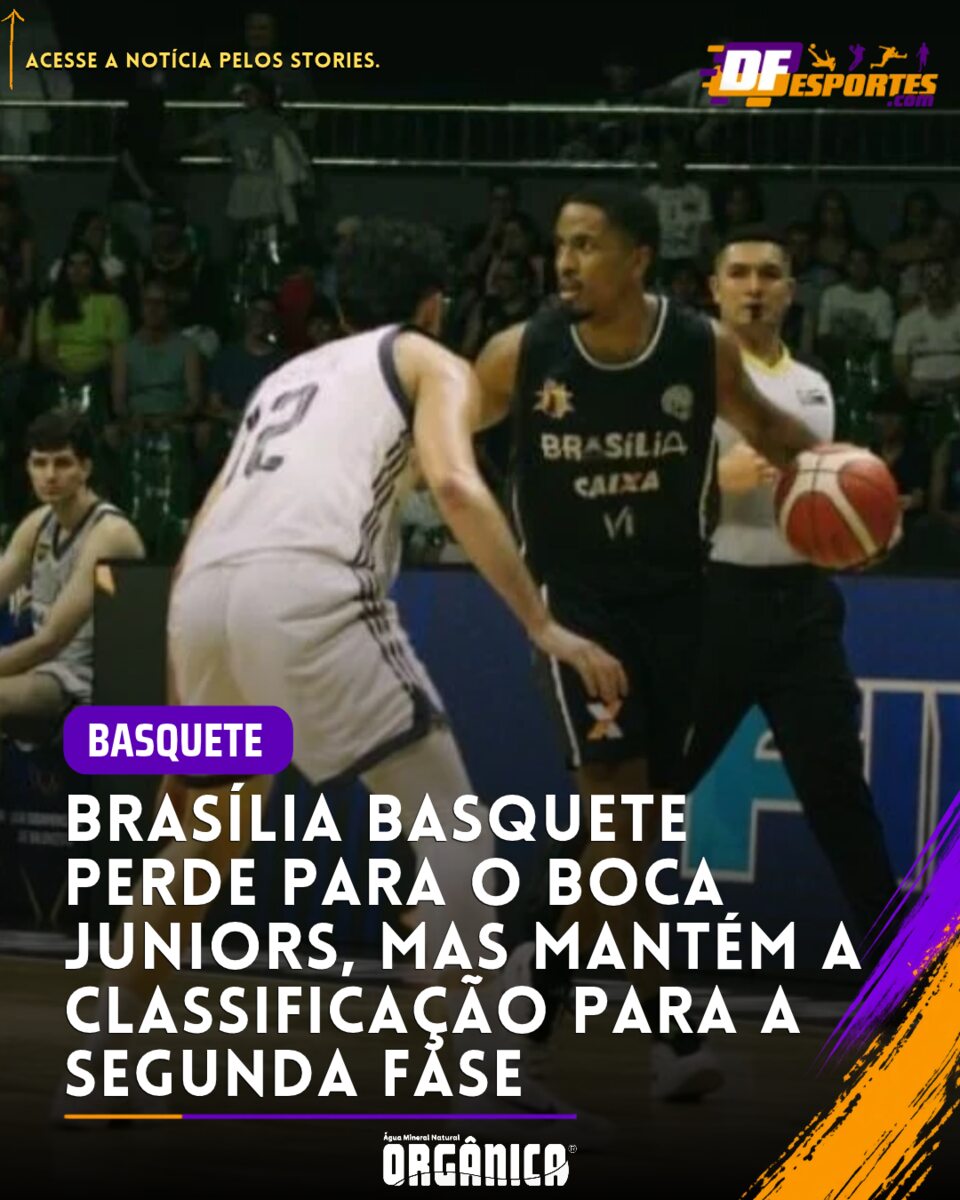 ACESSE A NOTÍCIA PELOS STORIES.
DF
ESPORTES
.COM
12
BRASÍLIA
CAIXA
BASQUETE
BRASÍLIA BASQUETE
PERDE PARA O BOCA
JUNIORS, MAS MANTÉM A
CLASSIFICAÇÃO PARA A
SEGUNDA FASE
Água Mineral Natural
ORGÂNICA®